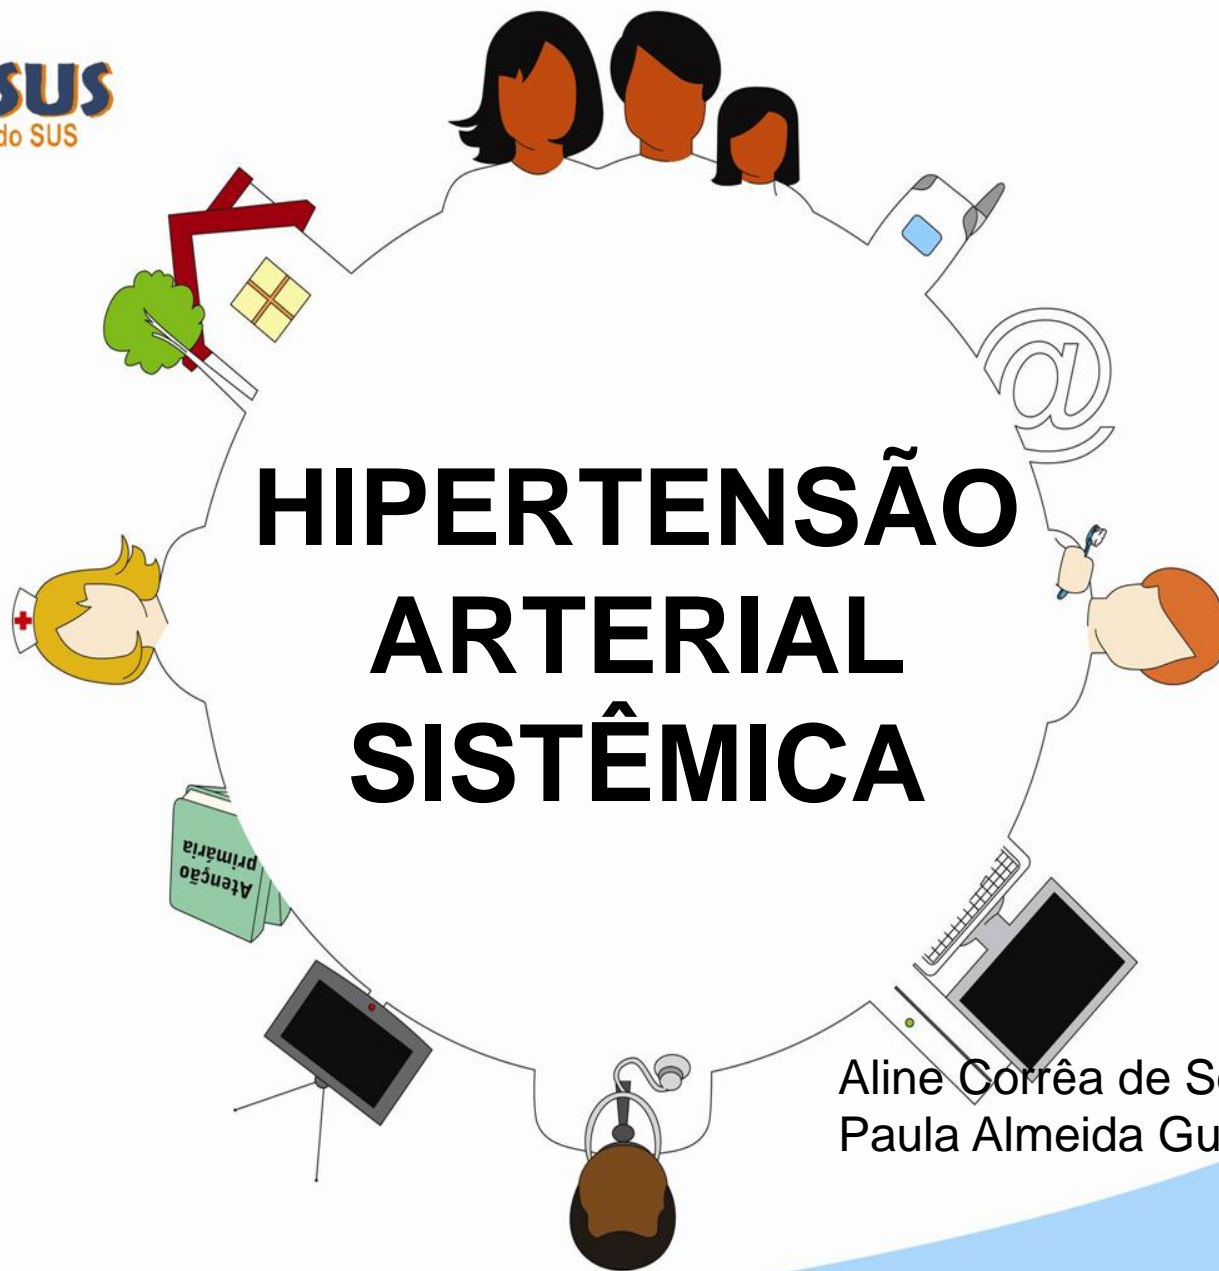 SUS
do SUS
@
HIPERTENSÃO
ARTERIAL
SISTÊMICA
Atenção
primária
Aline Corrêa de
Paula Almeida